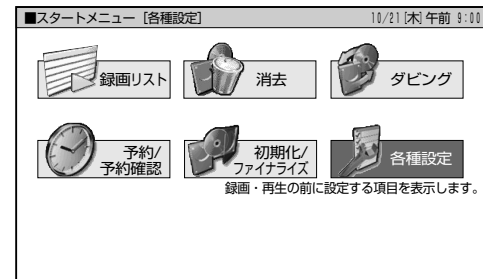 ■スタートメニュー [各種設定] 10/21[木]午前 9:00
録画リスト 消去 ダビング
予約/
予約確認
初期化/
ファイナライズ
各種設定
録画・再生の前に設定する項目を表示します。